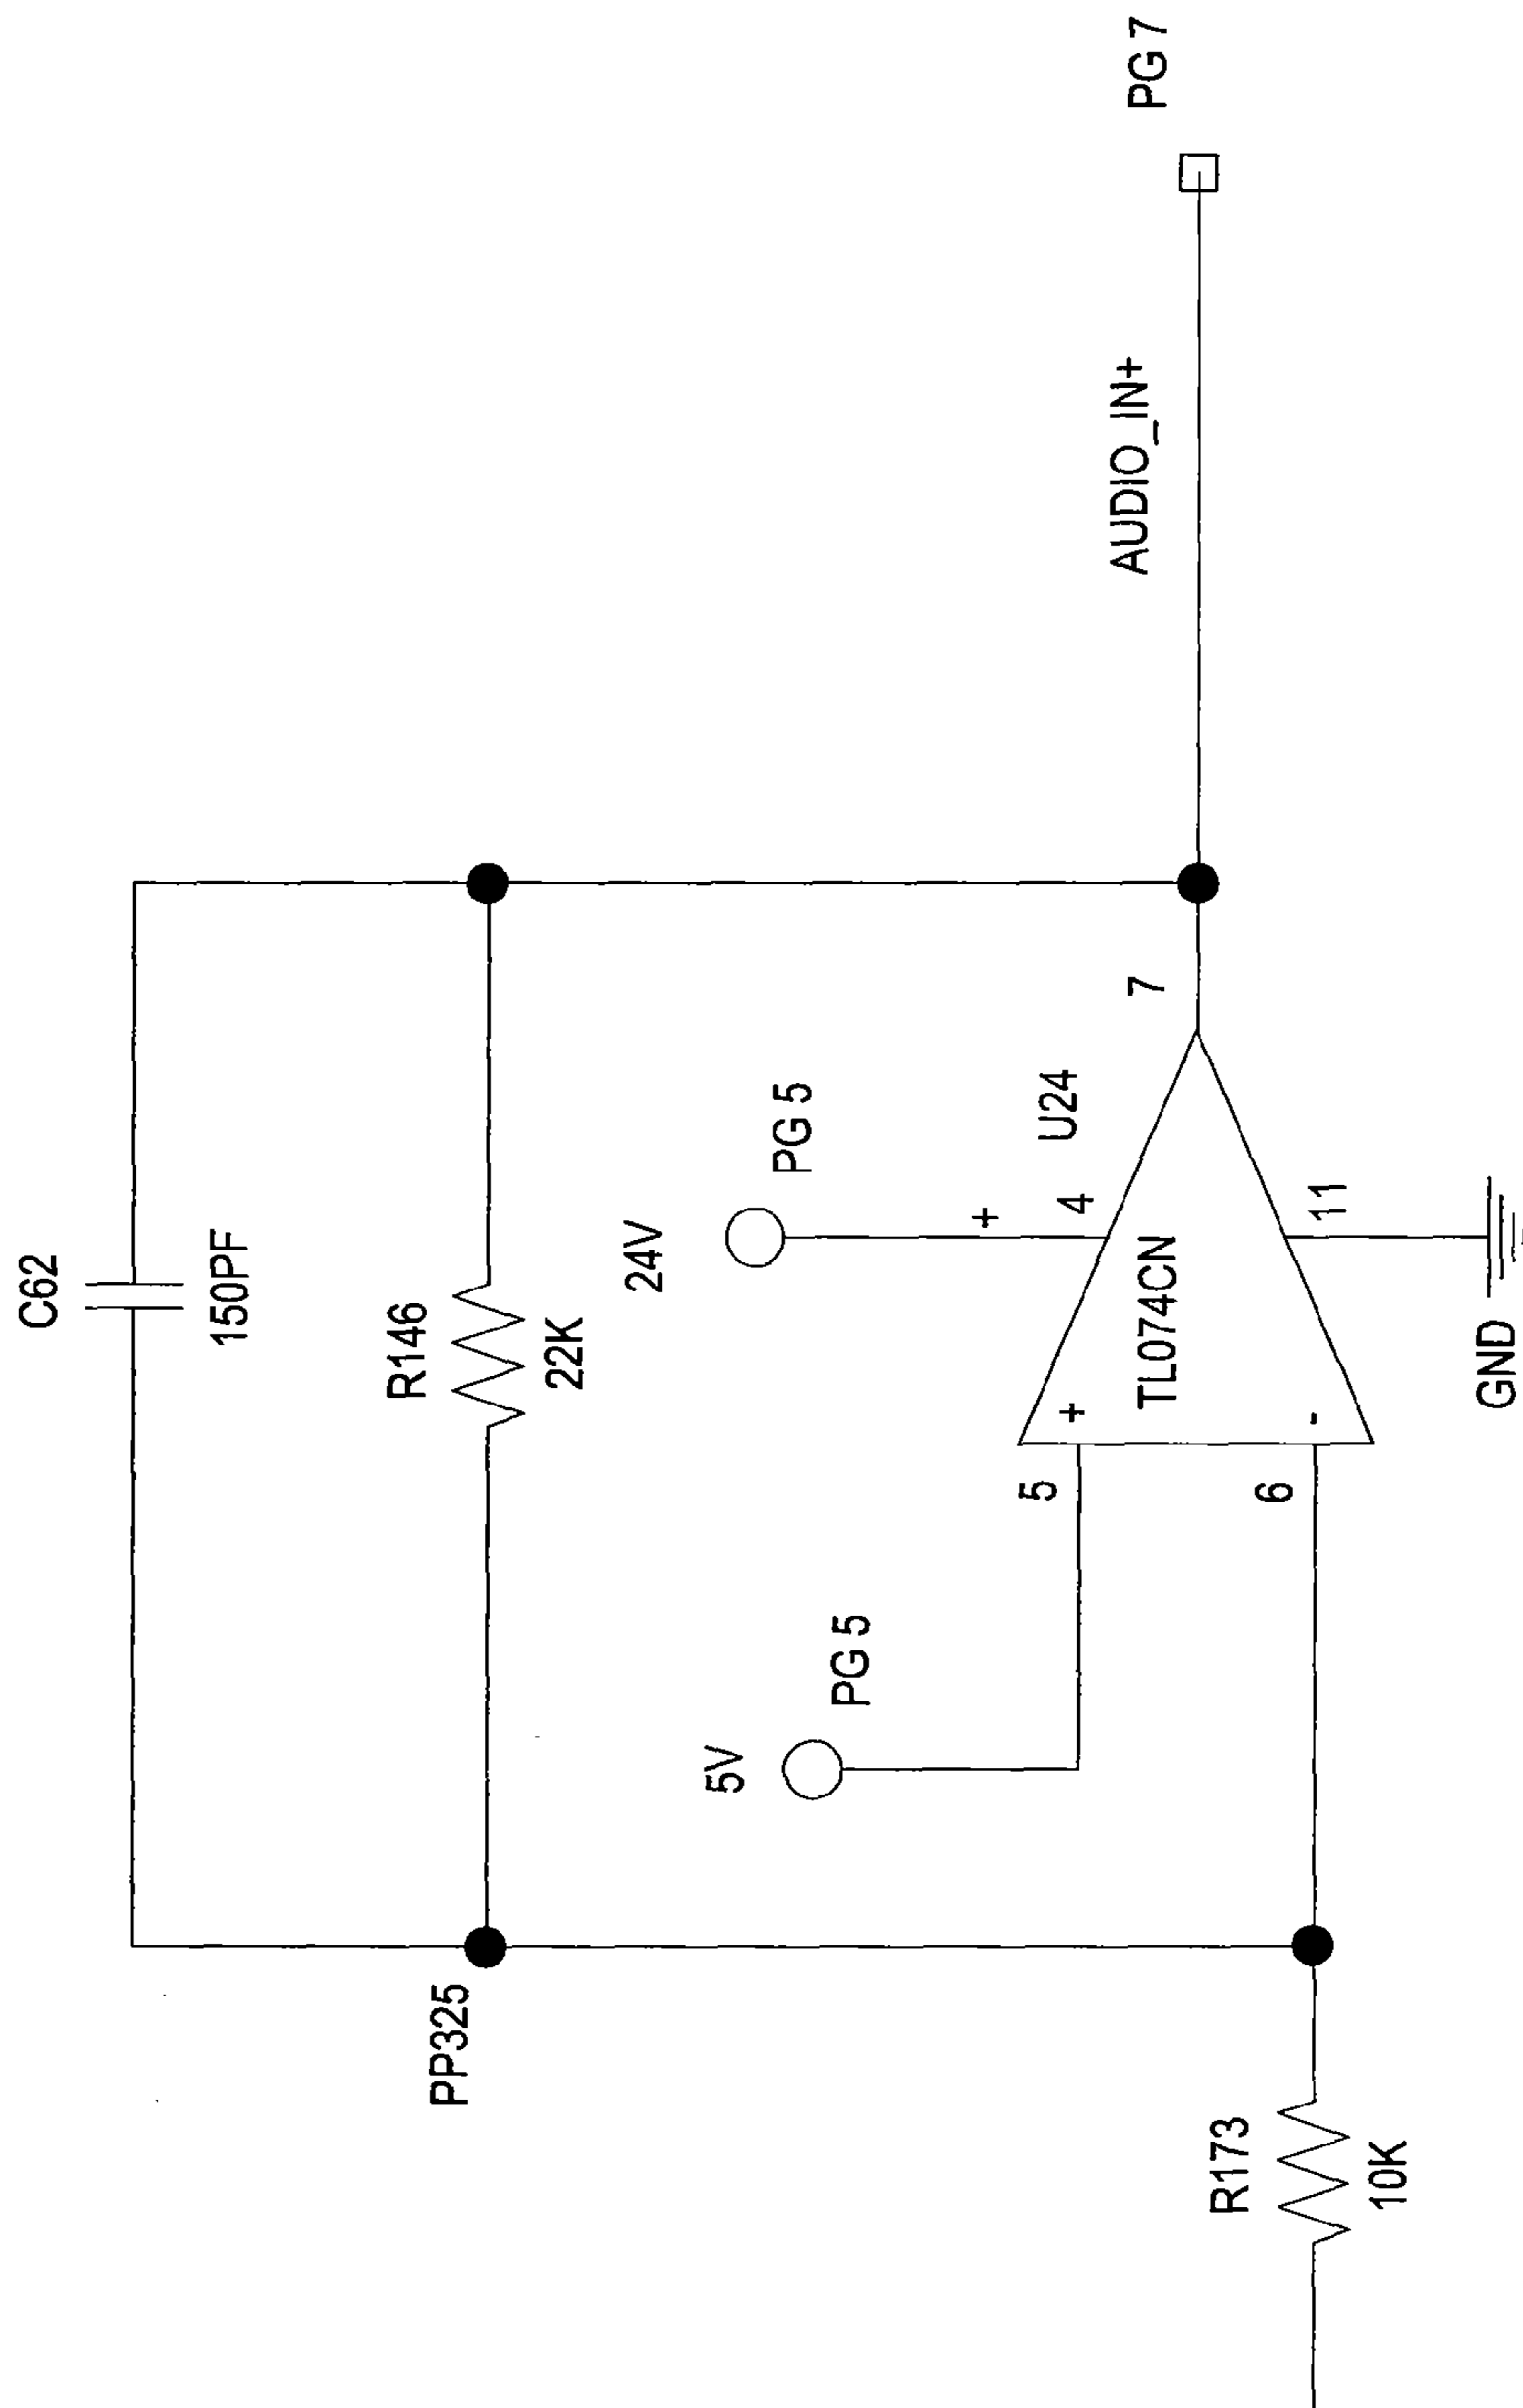 C62
150PF
R146
22K
PP325
24V
PG 5
5V
PG 5
+
4
U24
5
+
TL074CN
7
6
-
11
GND
R173
10K
AUDIO_IN+
PG 7